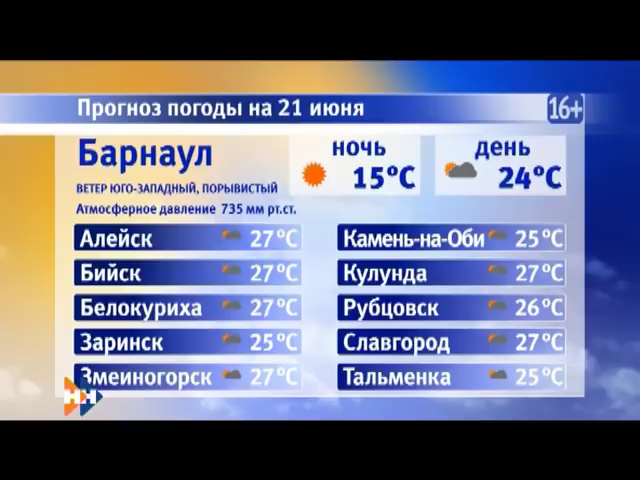 Прогноз погоды на 21 июня
16+
Барнаул
ночь
15°C
день
24°C
ВЕТЕР ЮГО-ЗАПАДНЫЙ, ПОРЫВИСТЫЙ
Атмосферное давление 735 мм рт.ст.
Алейск 27°C
Бийск 27°C
Белокуриха 27°C
Заринск 25°C
Змеиногорск 27°C
Камень-на-Оби 25°C
Кулунда 27°C
Рубцовск 26°C
Славгород 27°C
Тальменка 25°C
НН